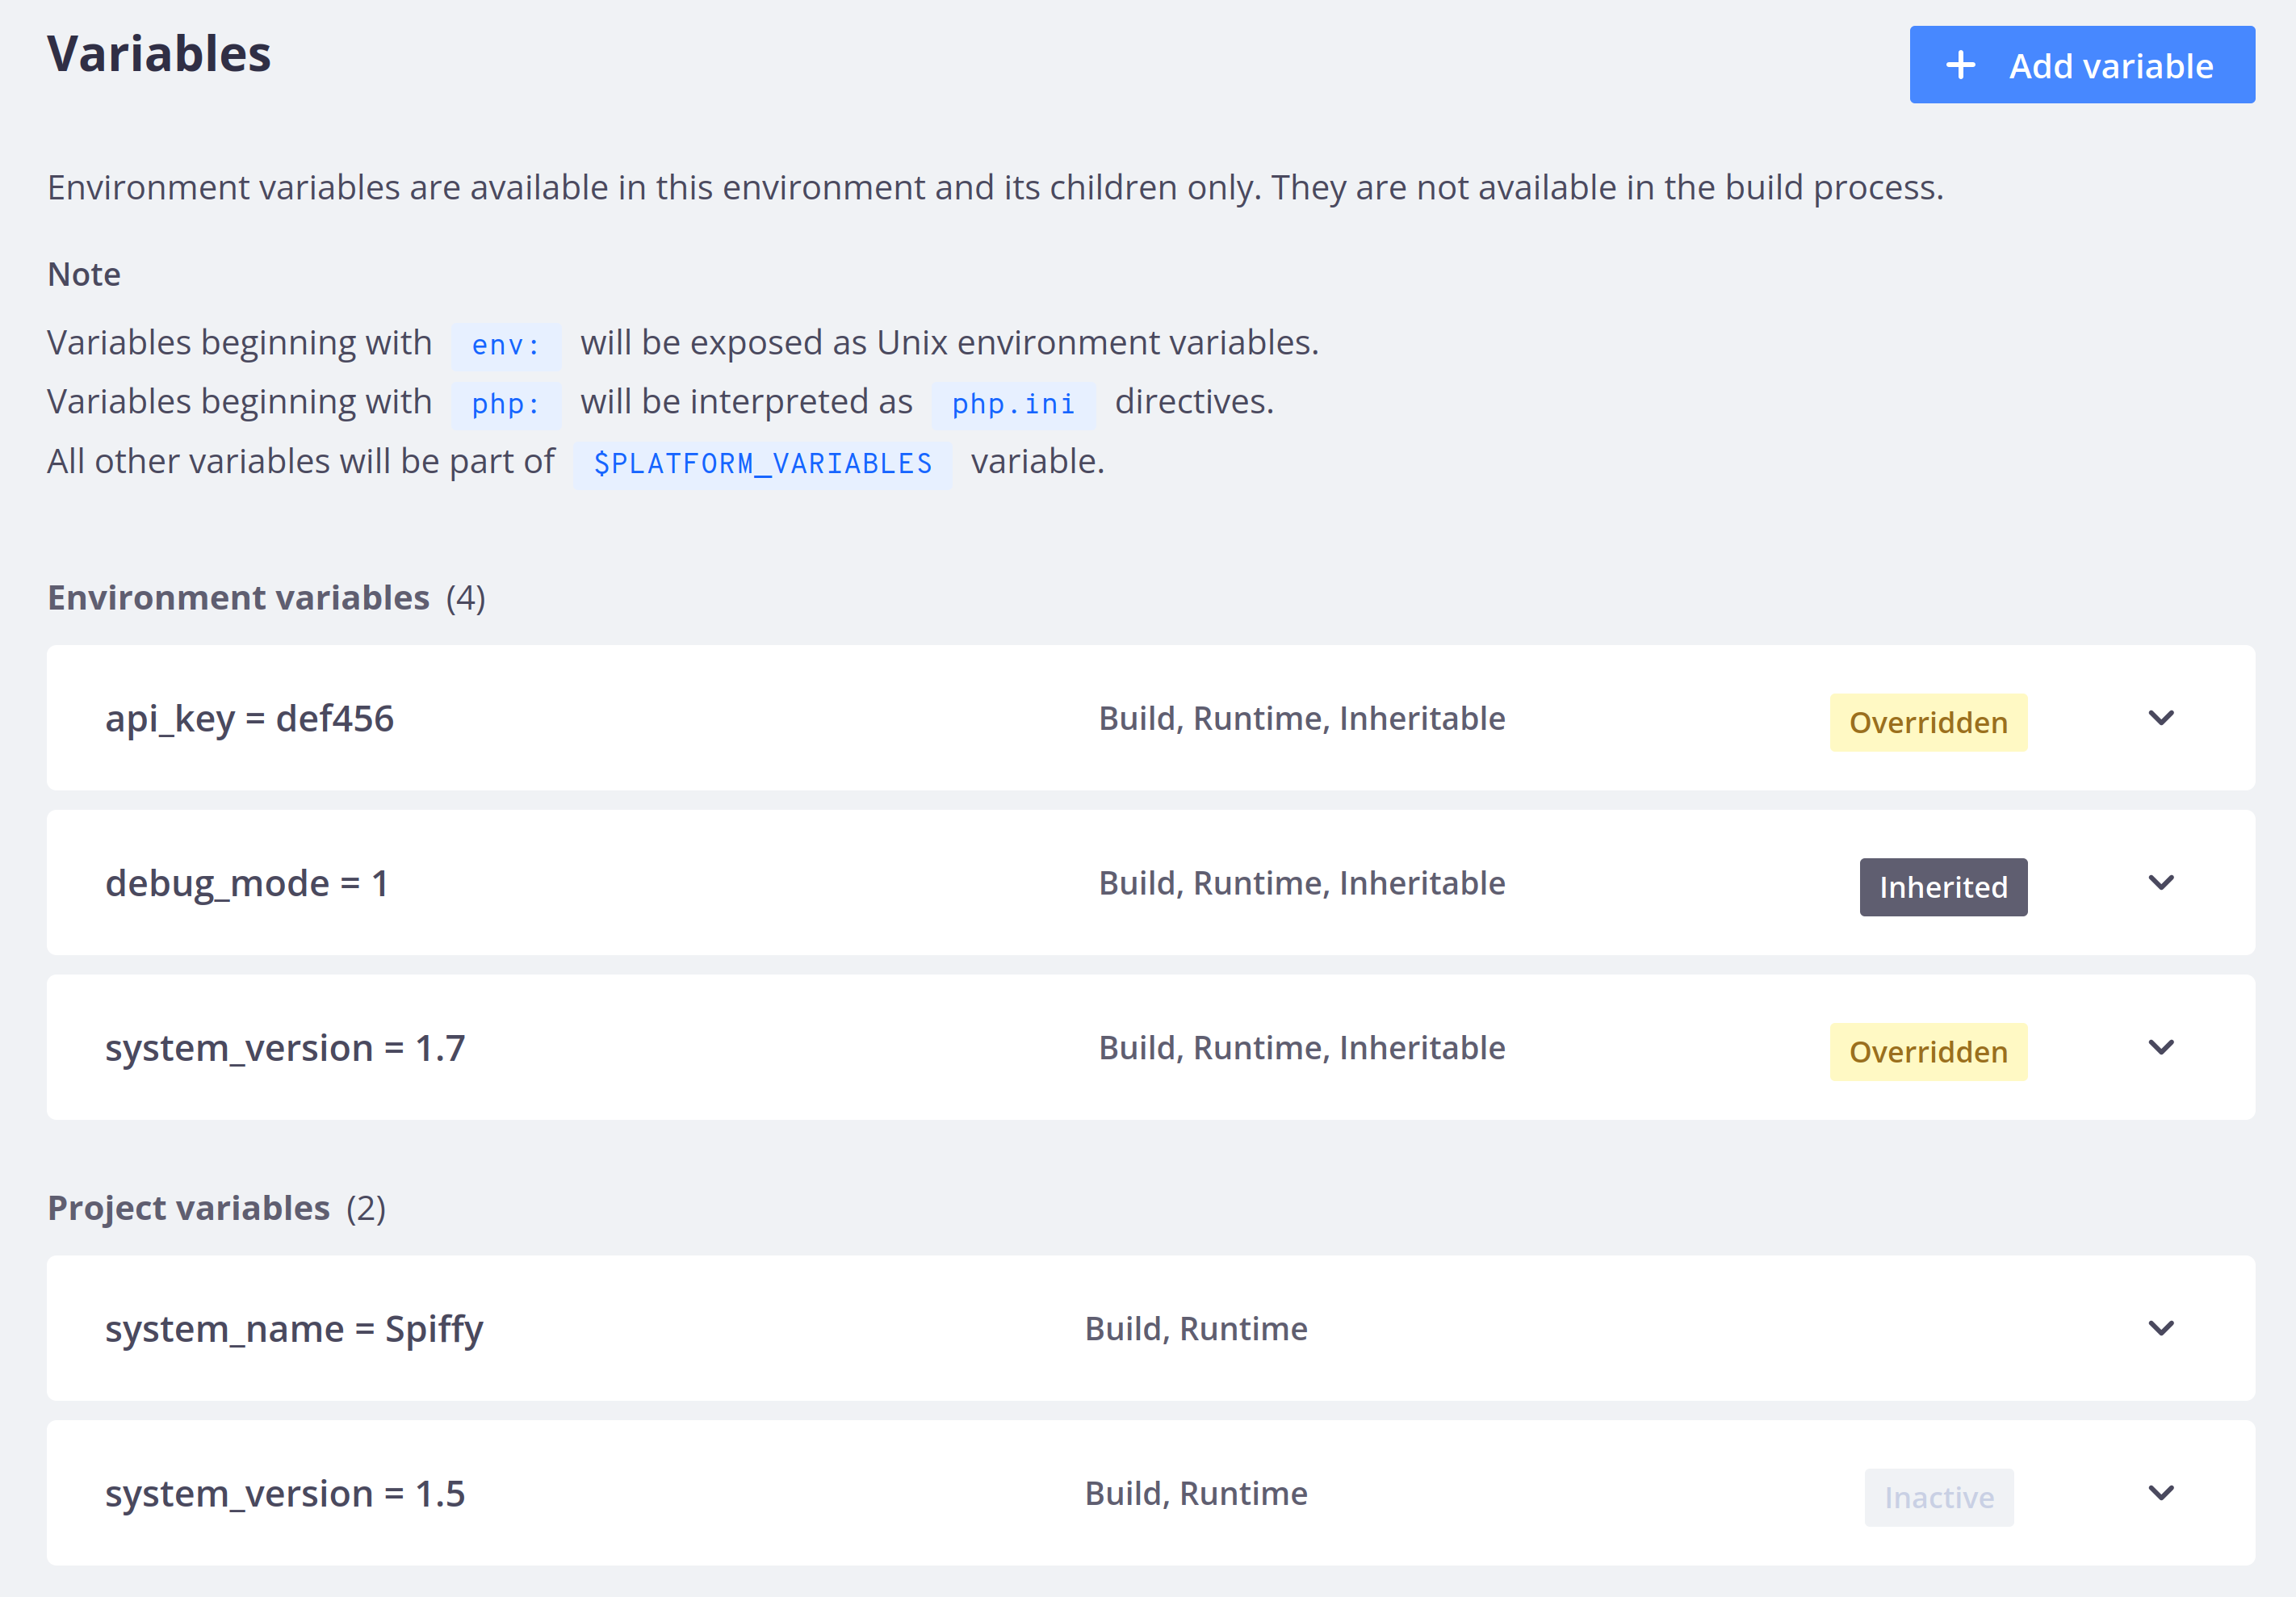 Variables
+ Add variable
Environment variables are available in this environment and its children only. They are not available in the build process.
Note
Variables beginning with env: will be exposed as Unix environment variables.
Variables beginning with php: will be interpreted as php.ini directives.
All other variables will be part of $PLATFORM_VARIABLES variable.
Environment variables (4)
api_key = def456 Build, Runtime, Inheritable Overridden
debug_mode = 1 Build, Runtime, Inheritable Inherited
system_version = 1.7 Build, Runtime, Inheritable Overridden
Project variables (2)
system_name = Spiffy Build, Runtime
system_version = 1.5 Build, Runtime Inactive